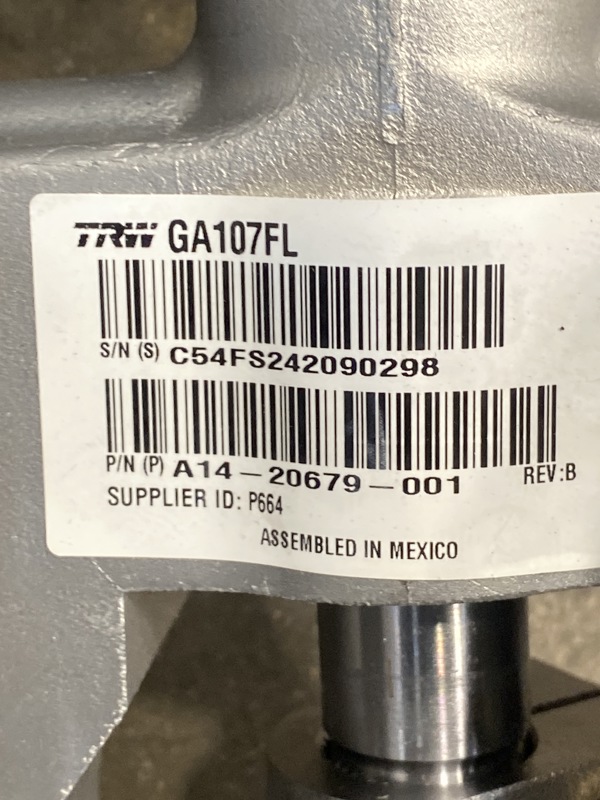 TRW GA107FL
S/N (S) C54FS242090298
P/N (P) A14-20679-001 REV:B
SUPPLIER ID: P664
ASSEMBLED IN MEXICO